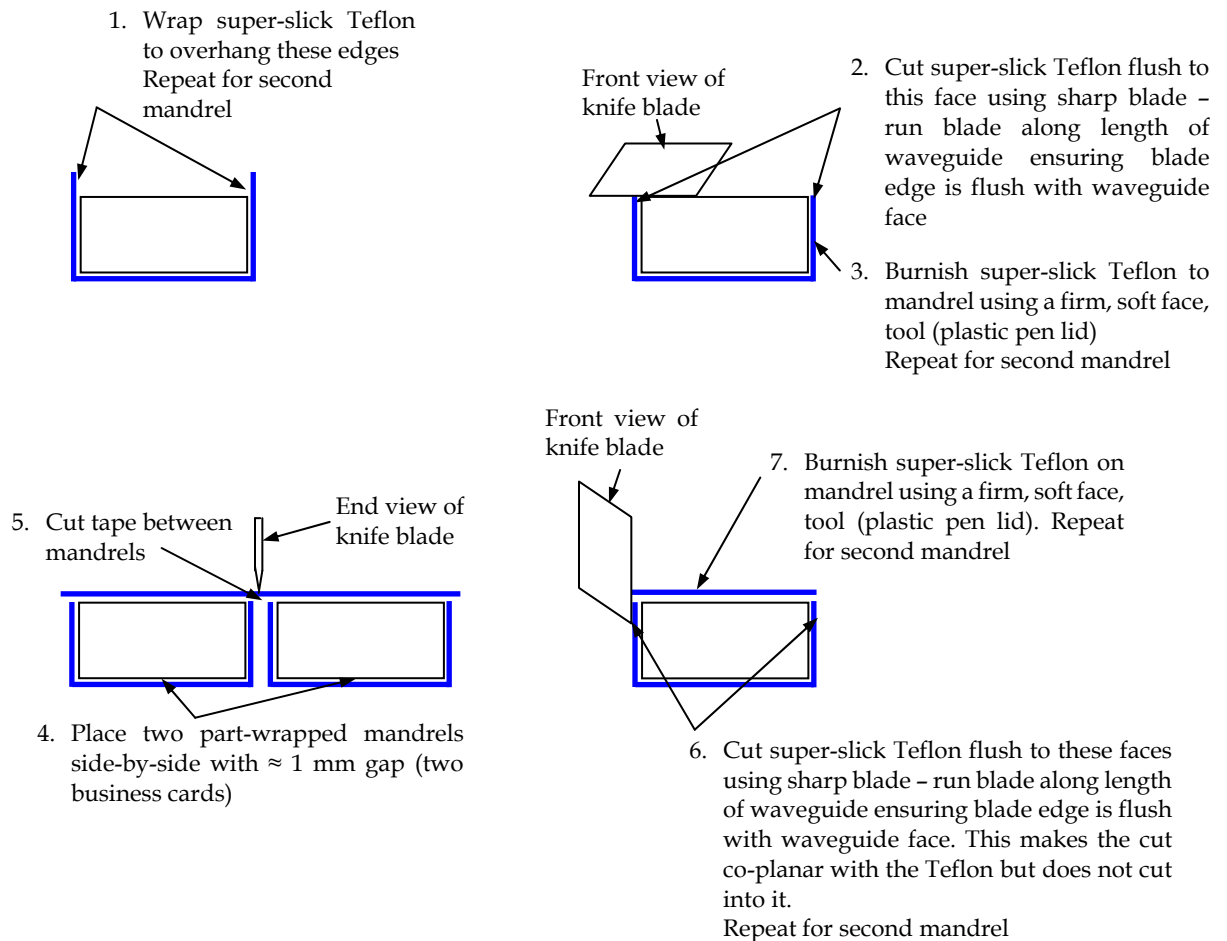 1. Wrap super-slick Teflon
to overhang these edges
Repeat for second
mandrel
Front view of
knife blade
2. Cut super-slick Teflon flush to
this face using sharp blade –
run blade along length of
waveguide ensuring blade
edge is flush with waveguide
face
3. Burnish super-slick Teflon to
mandrel using a firm, soft face,
tool (plastic pen lid)
Repeat for second mandrel
5. Cut tape between
mandrels
End view of
knife blade
4. Place two part-wrapped mandrels
side-by-side with ≈ 1 mm gap (two
business cards)
Front view of
knife blade
7. Burnish super-slick Teflon on
mandrel using a firm, soft face,
tool (plastic pen lid). Repeat
for second mandrel
6. Cut super-slick Teflon flush to these faces
using sharp blade – run blade along length
of waveguide ensuring blade edge is flush
with waveguide face. This makes the cut
co-planar with the Teflon but does not cut
into it.
Repeat for second mandrel